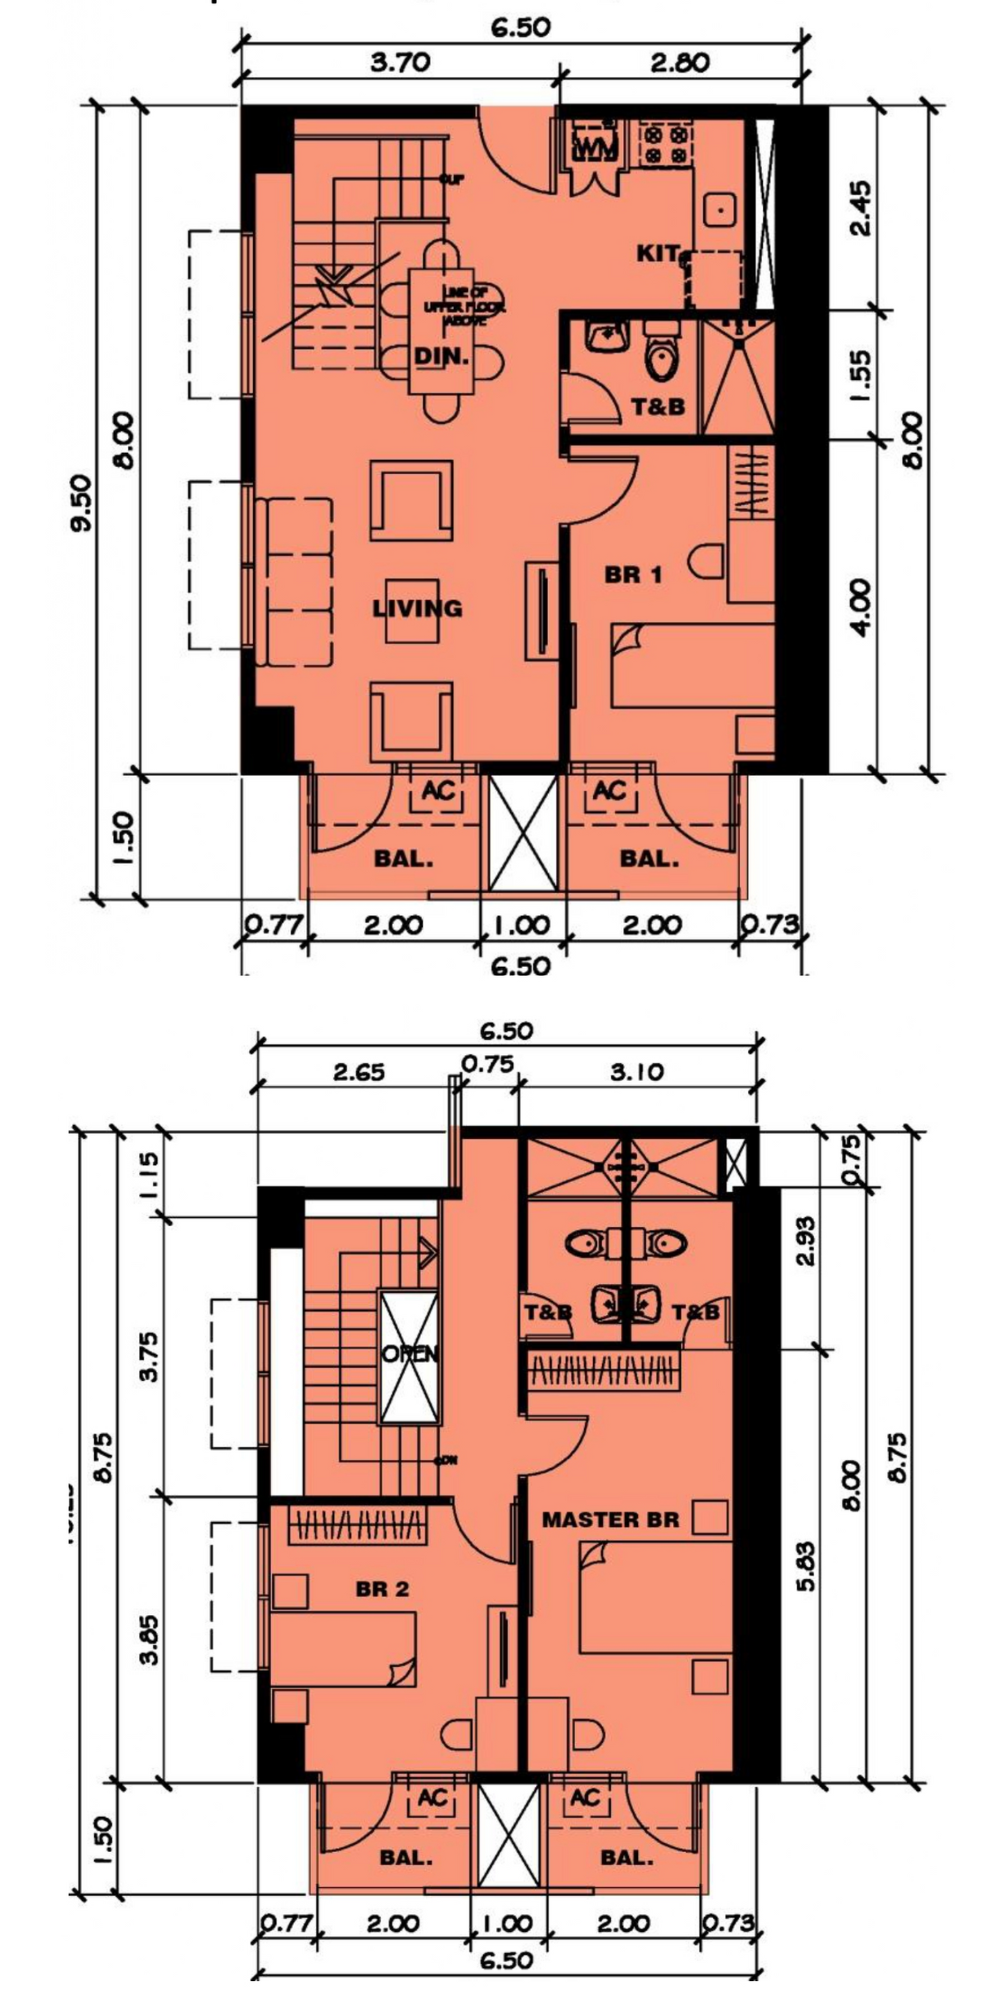 6.50
3.70
2.80
UP
WM
2.45
KIT.
LINE OF
UPPER FLOOR
ABOVE
DIN.
1.55
T&B
8.00
8.00
9.50
BR 1
LIVING
4.00
AC
AC
1.50
BAL.
BAL.
0.77
2.00
1.00
2.00
0.73
6.50
6.50
2.65
0.75
3.10
1.15
0.75
2.93
T&B
T&B
OPEN
3.75
8.75
8.75
8.00
DN
MASTER BR
5.83
BR 2
3.85
AC
AC
1.50
BAL.
BAL.
0.77
2.00
1.00
2.00
0.73
6.50